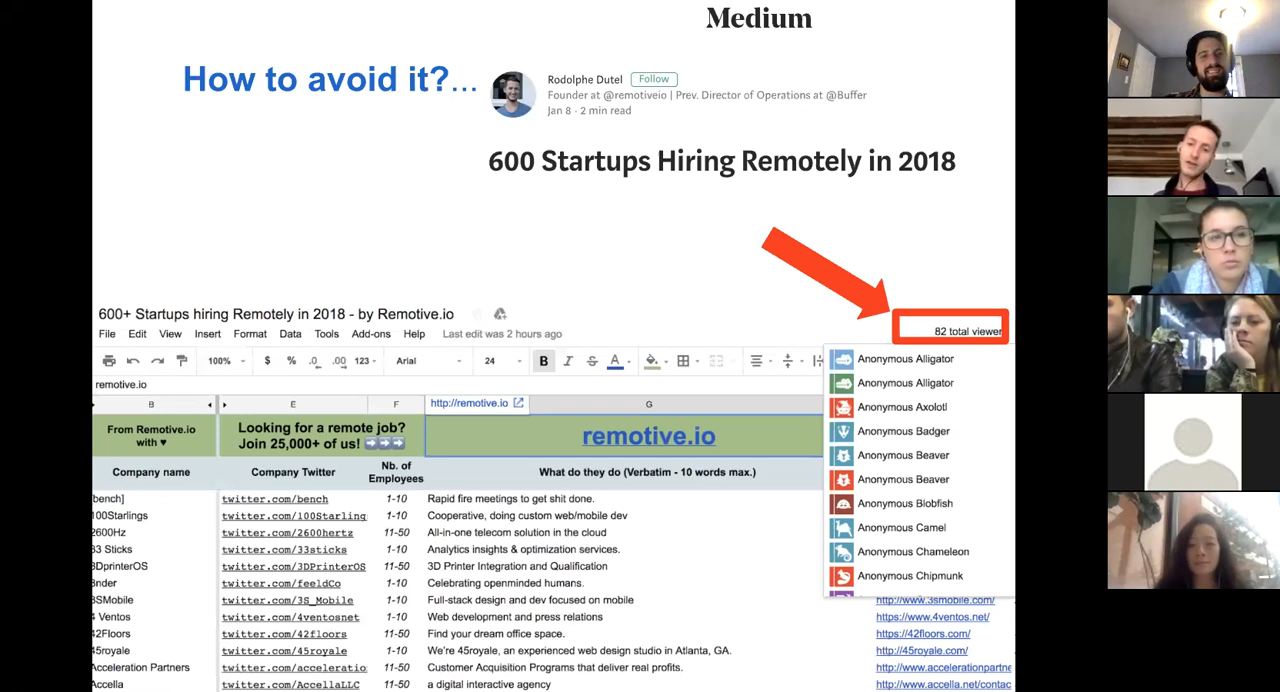 Medium
How to avoid it?...
Rodolphe Dutel Follow
Founder at @remotiveio | Prev. Director of Operations at @Buffer
Jan 8 · 2 min read
600 Startups Hiring Remotely in 2018
600+ Startups hiring Remotely in 2018 - by Remotive.io
File Edit View Insert Format Data Tools Add-ons Help Last edit was 2 hours ago
82 total viewer
100% $ % .0 .00 123 Arial 24 B I S A
remotive.io
B E F http://remotive.io G
From Remotive.io
with ♥
Looking for a remote job?
Join 25,000+ of us! ➡➡➡
remotive.io
Company name Company Twitter Nb. of Employees What do they do (Verbatim - 10 words max.)
Anonymous Alligator
Anonymous Alligator
Anonymous Axolotl
Anonymous Badger
Anonymous Beaver
Anonymous Beaver
Anonymous Blobfish
Anonymous Camel
Anonymous Chameleon
Anonymous Chipmunk
[bench] twitter.com/bench 1-10 Rapid fire meetings to get shit done.
100Starlings twitter.com/100Starling 1-10 Cooperative, doing custom web/mobile dev
2600Hz twitter.com/2600hertz 11-50 All-in-one telecom solution in the cloud
33 Sticks twitter.com/33sticks 1-10 Analytics insights & optimization services.
3DprinterOS twitter.com/3DPrinterOS 11-50 3D Printer Integration and Qualification
3nder twitter.com/feeldCo 1-10 Celebrating openminded humans.
3SMobile twitter.com/3S_Mobile 1-10 Full-stack design and dev focused on mobile http://www.3smobile.com/
4 Ventos twitter.com/4ventosnet 1-10 Web development and press relations https://www.4ventos.net/
42Floors twitter.com/42floors 11-50 Find your dream office space. https://42floors.com/
45royale twitter.com/45royale 1-10 We're 45royale, an experienced web design studio in Atlanta, GA. http://45royale.com/
Acceleration Partners twitter.com/acceleratio 11-50 Customer Acquisition Programs that deliver real profits. http://www.accelerationpartne
Accella twitter.com/AccellaLLC 11-50 a digital interactive agency http://www.accella.net/contac